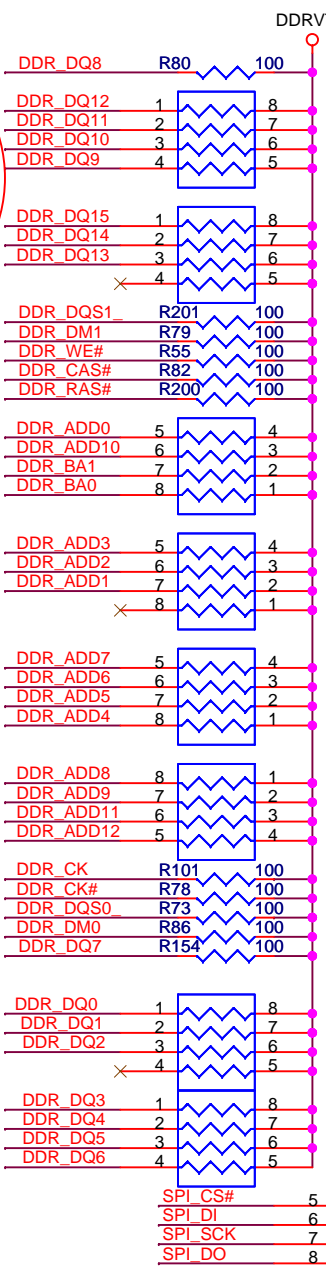 DDRV
DDR_DQ8 R80 100
DDR_DQ12 1 8
DDR_DQ11 2 7
DDR_DQ10 3 6
DDR_DQ9 4 5
DDR_DQ15 1 8
DDR_DQ14 2 7
DDR_DQ13 3 6
4 5
DDR_DQS1_ R201 100
DDR_DM1 R79 100
DDR_WE# R55 100
DDR_CAS# R82 100
DDR_RAS# R200 100
DDR_ADD0 5 4
DDR_ADD10 6 3
DDR_BA1 7 2
DDR_BA0 8 1
DDR_ADD3 5 4
DDR_ADD2 6 3
DDR_ADD1 7 2
8 1
DDR_ADD7 5 4
DDR_ADD6 6 3
DDR_ADD5 7 2
DDR_ADD4 8 1
DDR_ADD8 8 1
DDR_ADD9 7 2
DDR_ADD11 6 3
DDR_ADD12 5 4
DDR_CK R101 100
DDR_CK# R78 100
DDR_DQS0_ R73 100
DDR_DM0 R86 100
DDR_DQ7 R154 100
DDR_DQ0 1 8
DDR_DQ1 2 7
DDR_DQ2 3 6
4 5
DDR_DQ3 1 8
DDR_DQ4 2 7
DDR_DQ5 3 6
DDR_DQ6 4 5
SPI_CS# 5
SPI_DI 6
SPI_SCK 7
SPI_DO 8